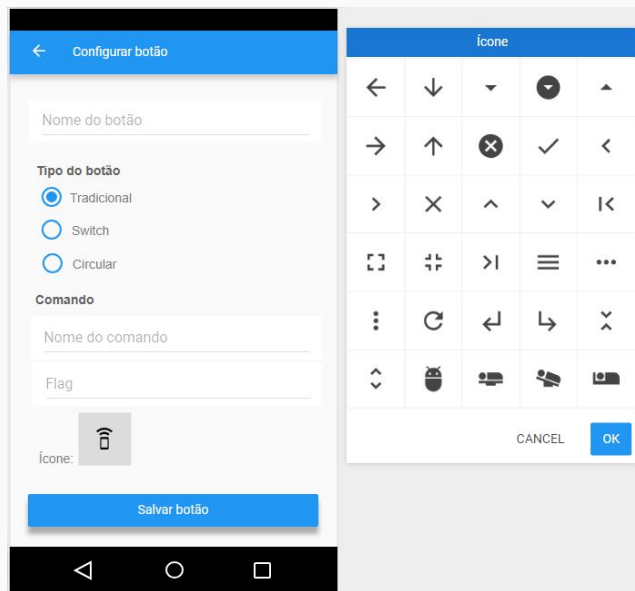 Configurar botão
Nome do botão
Tipo do botão
Tradicional
Switch
Circular
Comando
Nome do comando
Flag
Ícone:
Salvar botão
Ícone
CANCEL
OK